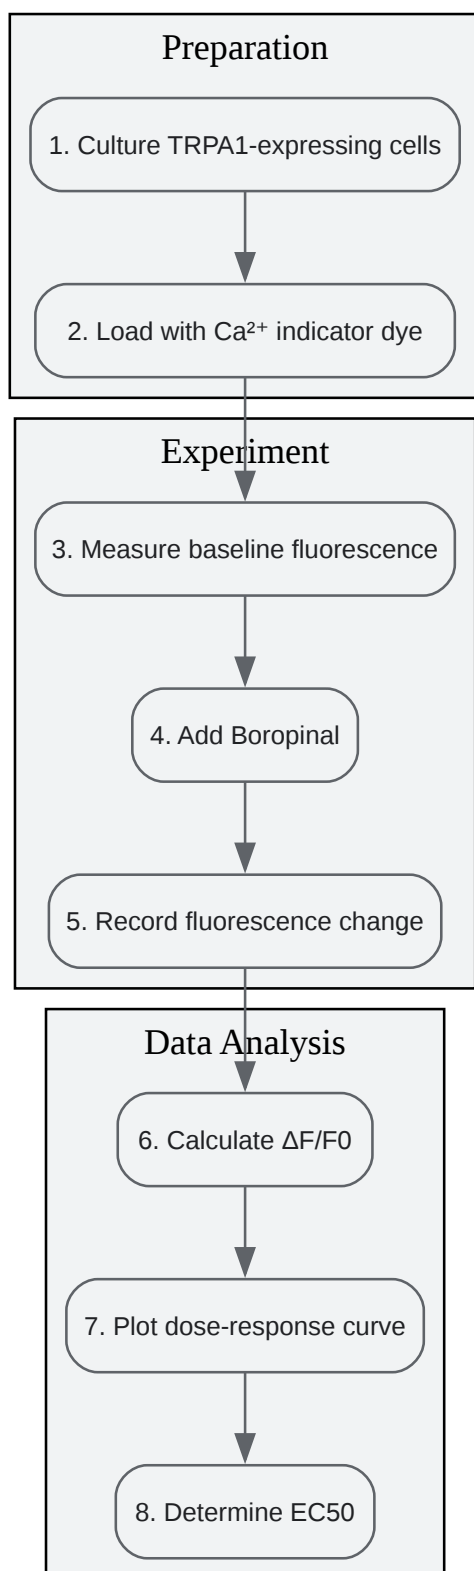 Preparation
1. Culture TRPA1-expressing cells
2. Load with Ca²⁺ indicator dye
Experiment
3. Measure baseline fluorescence
4. Add Boropinal
5. Record fluorescence change
Data Analysis
6. Calculate ΔF/F0
7. Plot dose-response curve
8. Determine EC50